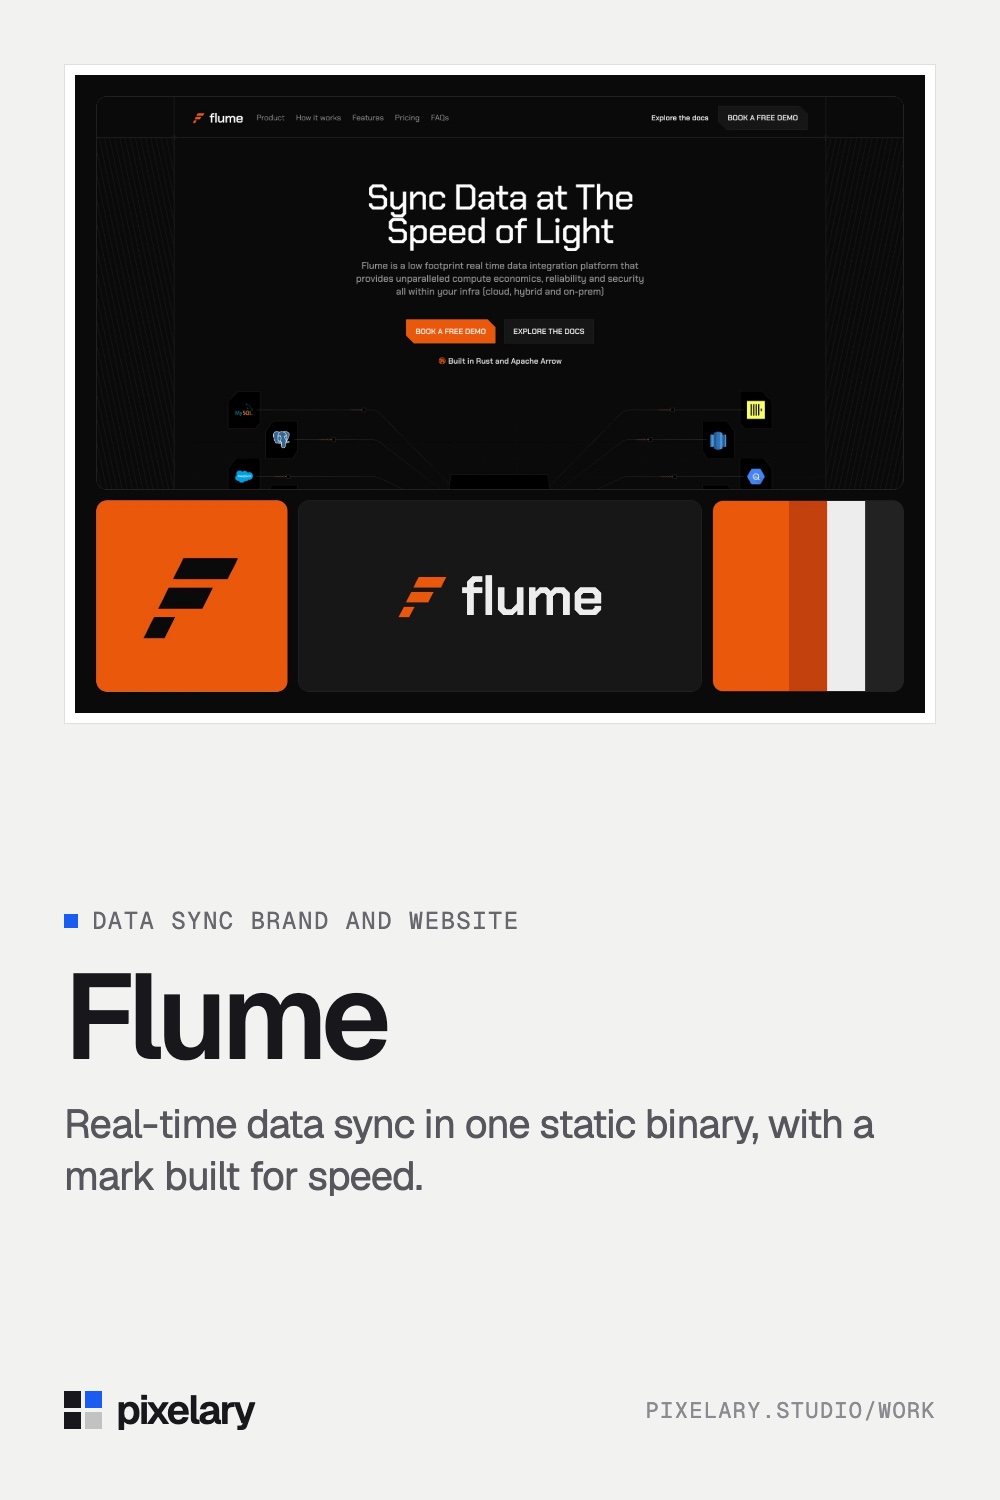 flume Product How it works Features Pricing FAQs Explore the docs BOOK A FREE DEMO
Sync Data at The
Speed of Light
Flume is a low footprint real time data integration platform that
provides unparalleled compute economics, reliability and security
all within your infra (cloud, hybrid and on-prem)
BOOK A FREE DEMO EXPLORE THE DOCS
Built in Rust and Apache Arrow
MySQL
flume
DATA SYNC BRAND AND WEBSITE
Flume
Real-time data sync in one static binary, with a
mark built for speed.
pixelary PIXELARY.STUDIO/WORK